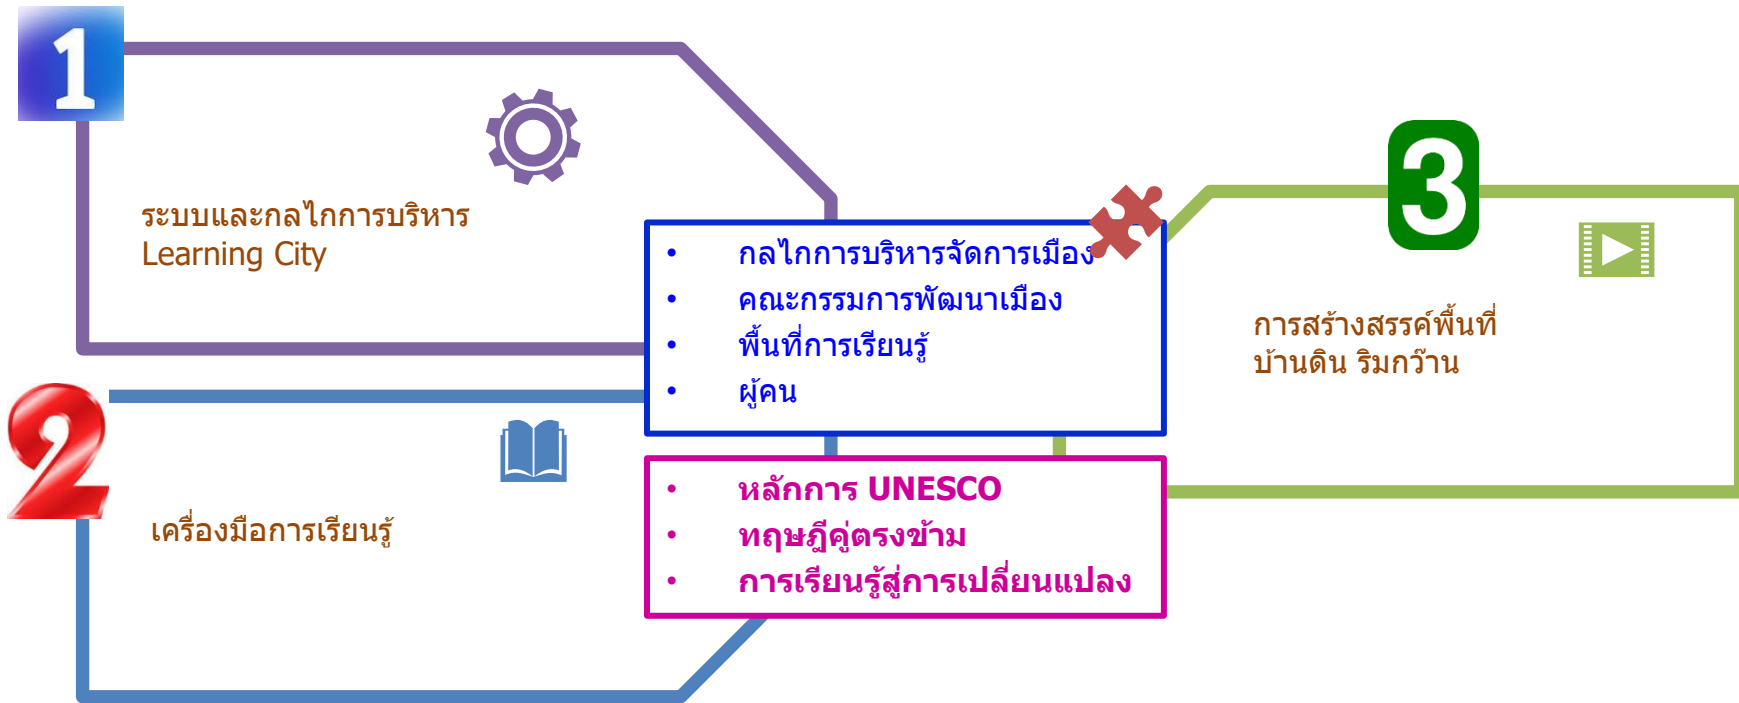 1
ระบบและกลไกการบริหาร
Learning City
• กลไกการบริหารจัดการเมือง
• คณะกรรมการพัฒนาเมือง
• พื้นที่การเรียนรู้
• ผู้คน
2
เครื่องมือการเรียนรู้
• หลักการ UNESCO
• ทฤษฎีคู่ตรงข้าม
• การเรียนรู้สู่การเปลี่ยนแปลง
3
การสร้างสรรค์พื้นที่
บ้านดิน ริมกว๊าน